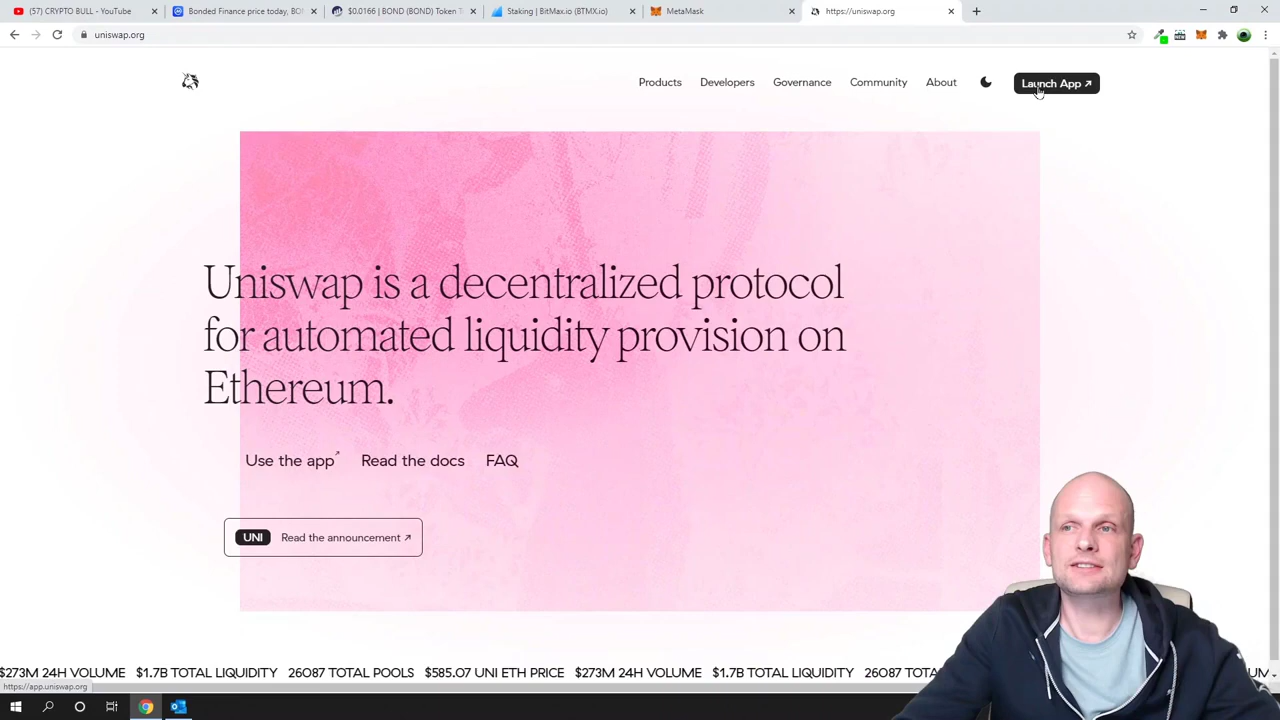 (57) CRYPTO BULL - YouTube
Bonded Finance price today, BO
$0.0166 | BOND (BOND) Token T
Staking | BitMax.io (BTMX.io)
MetaMask
https://uniswap.org
uniswap.org
Products
Developers
Governance
Community
About
Launch App ↗
Uniswap is a decentralized protocol
for automated liquidity provision on
Ethereum.
Use the app↗
Read the docs
FAQ
UNI Read the announcement ↗
$273M 24H VOLUME $1.7B TOTAL LIQUIDITY 26087 TOTAL POOLS $585.07 UNI ETH PRICE $273M 24H VOLUME $1.7B TOTAL LIQUIDITY 26087 TOTA
https://app.uniswap.org